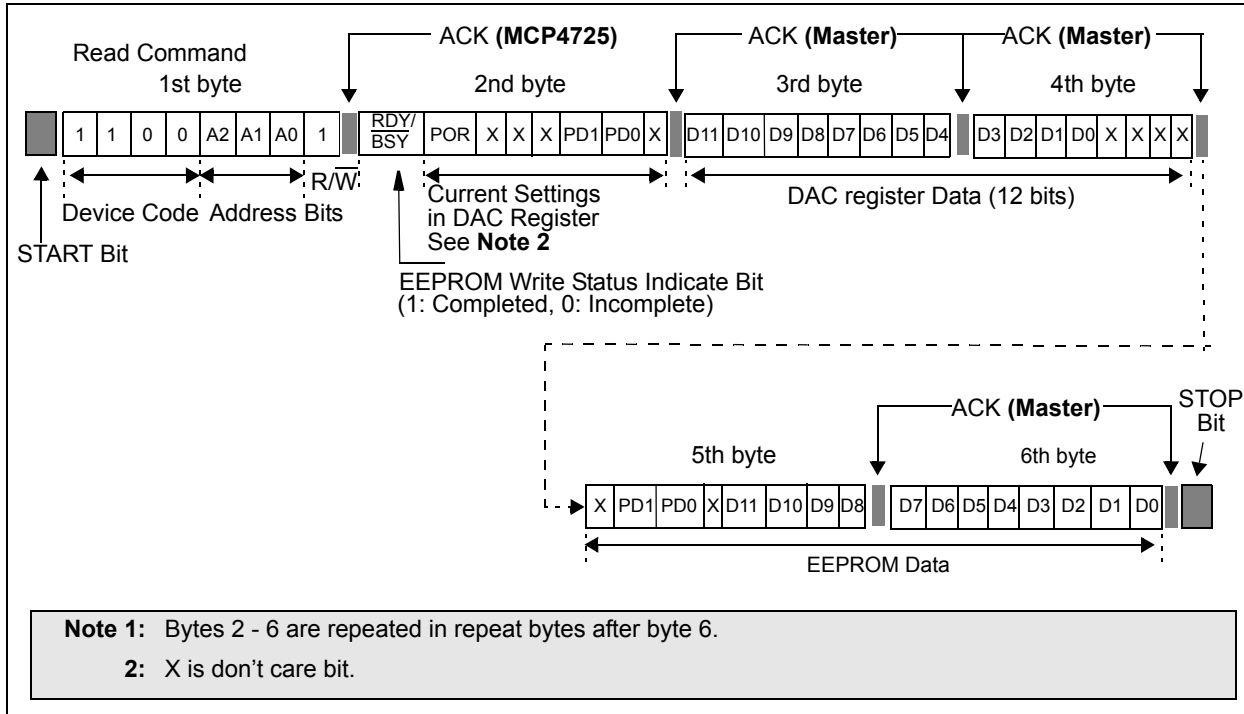 Read Command
1st byte
ACK (MCP4725)
2nd byte
ACK (Master)
3rd byte
ACK (Master)
4th byte
1 1 0 0 A2 A1 A0 1
RDY/
BSY POR X X X PD1 PD0 X
D11 D10 D9 D8 D7 D6 D5 D4
D3 D2 D1 D0 X X X X
R/W
Device Code Address Bits
START Bit
Current Settings
in DAC Register
See Note 2
DAC register Data (12 bits)
EEPROM Write Status Indicate Bit
(1: Completed, 0: Incomplete)
ACK (Master)
STOP
Bit
5th byte
6th byte
X PD1 PD0 X D11 D10 D9 D8
D7 D6 D5 D4 D3 D2 D1 D0
EEPROM Data
Note 1: Bytes 2 - 6 are repeated in repeat bytes after byte 6.
2: X is don't care bit.